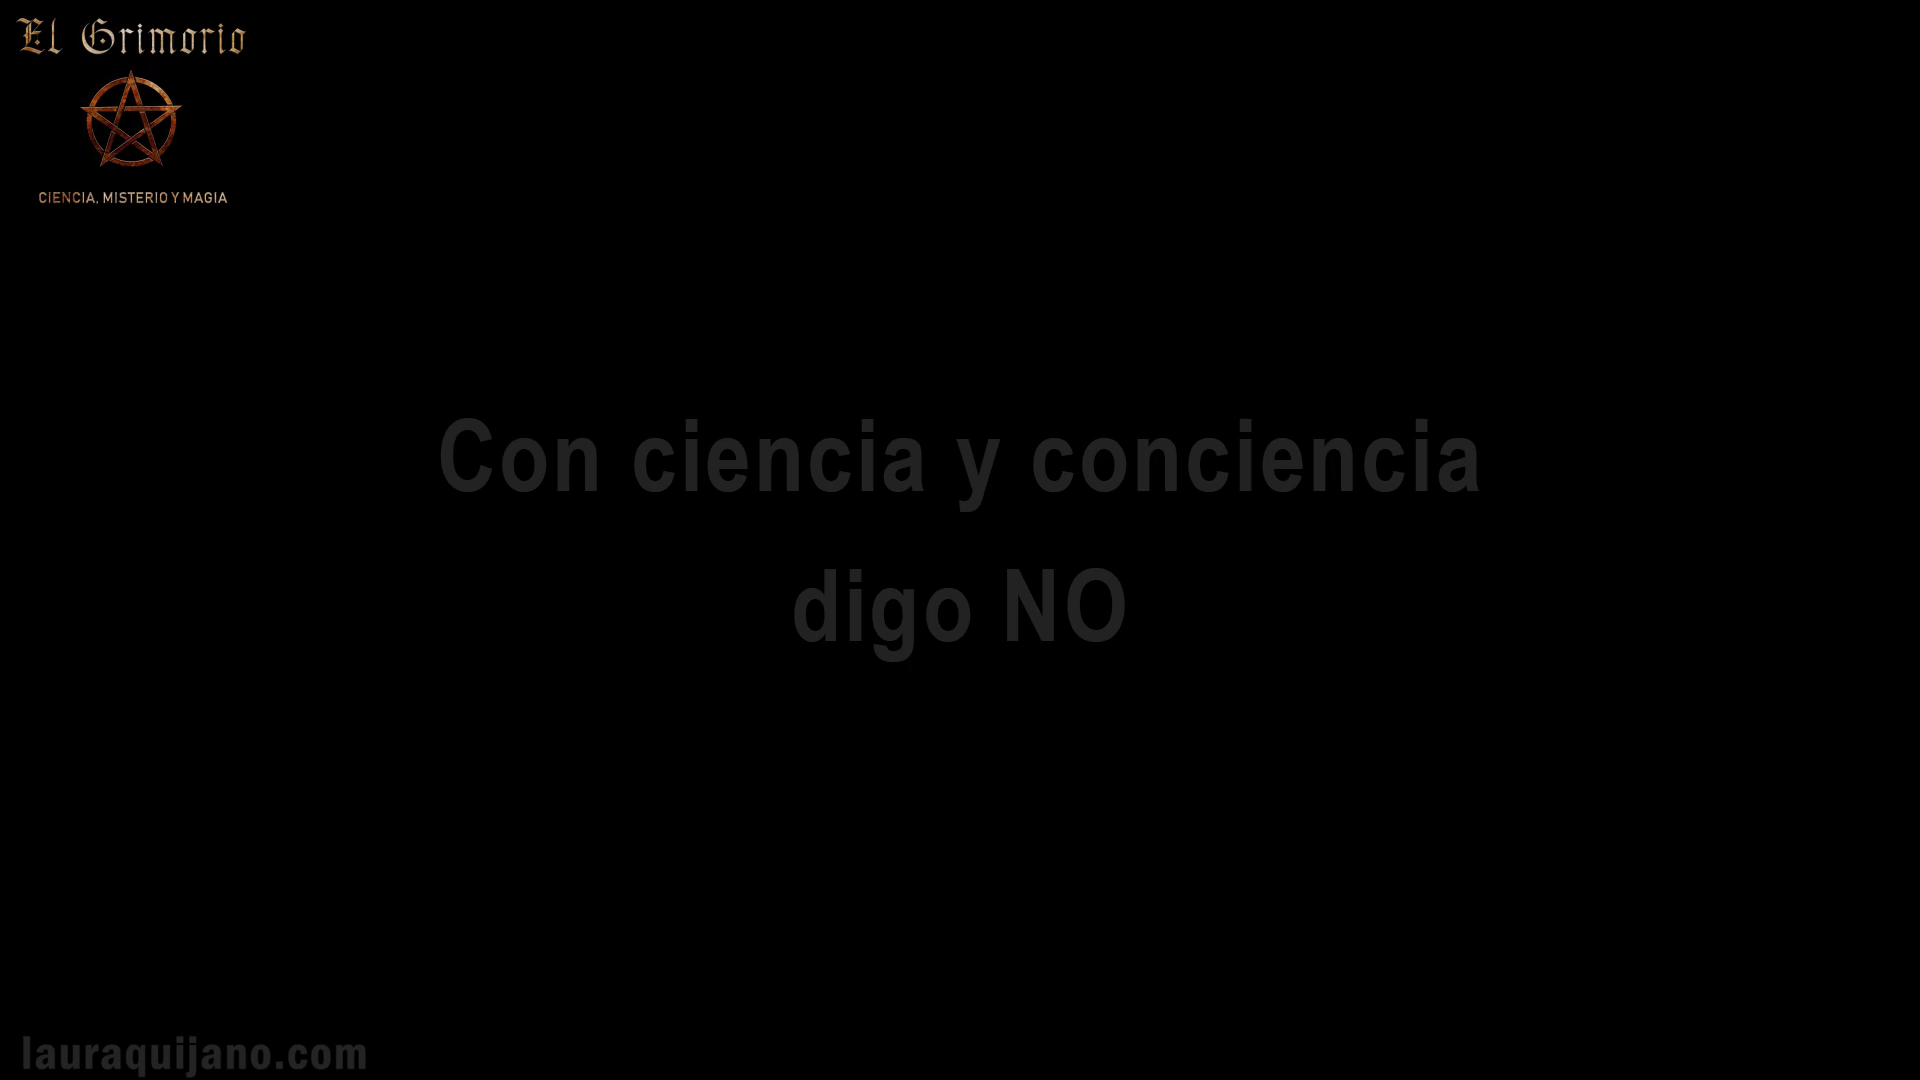 El Grimorio
CIENCIA, MISTERIO Y MAGIA
Con ciencia y conciencia
digo NO
lauraquijano.com